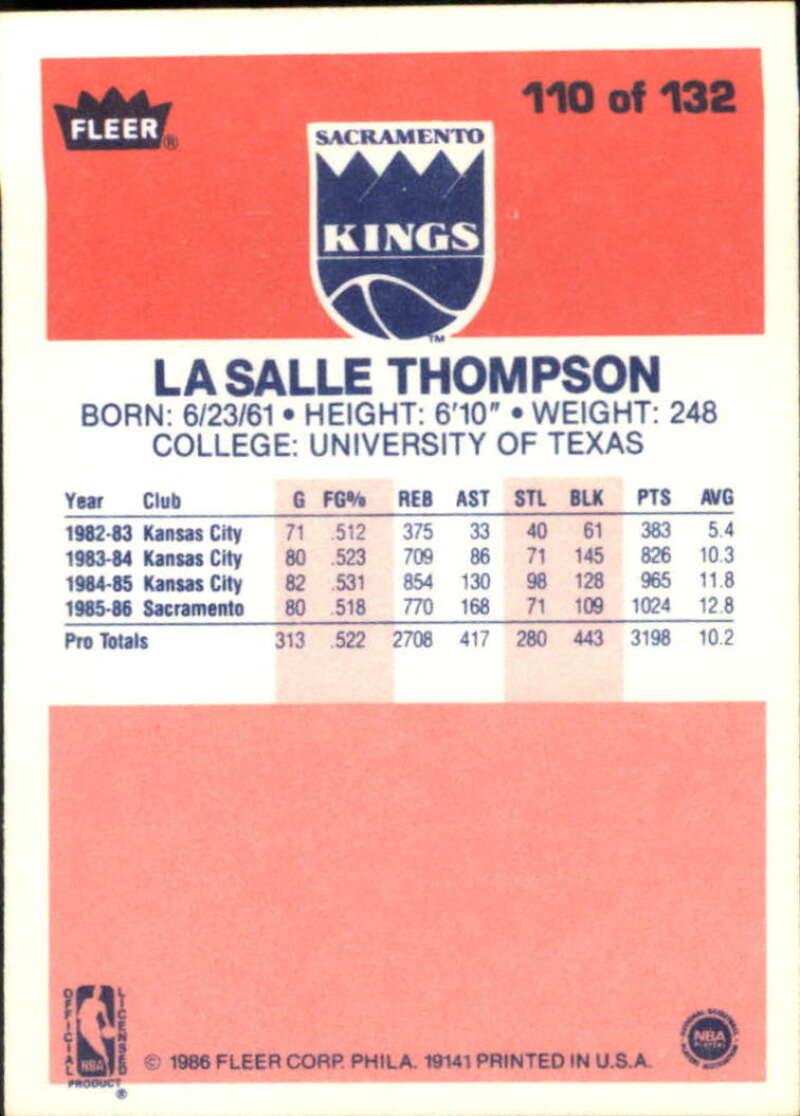 FLEER®
110 of 132
SACRAMENTO
KINGS
TM
LA SALLE THOMPSON
BORN: 6/23/61 • HEIGHT: 6'10" • WEIGHT: 248
COLLEGE: UNIVERSITY OF TEXAS
Year Club G FG% REB AST STL BLK PTS AVG
1982-83 Kansas City 71 .512 375 33 40 61 383 5.4
1983-84 Kansas City 80 .523 709 86 71 145 826 10.3
1984-85 Kansas City 82 .531 854 130 98 128 965 11.8
1985-86 Sacramento 80 .518 770 168 71 109 1024 12.8
Pro Totals 313 .522 2708 417 280 443 3198 10.2
OFFICIAL LICENSED
NBA
PRODUCT ®
© 1986 FLEER CORP. PHILA. 19141 PRINTED IN U.S.A.
NBA
PLAYERS